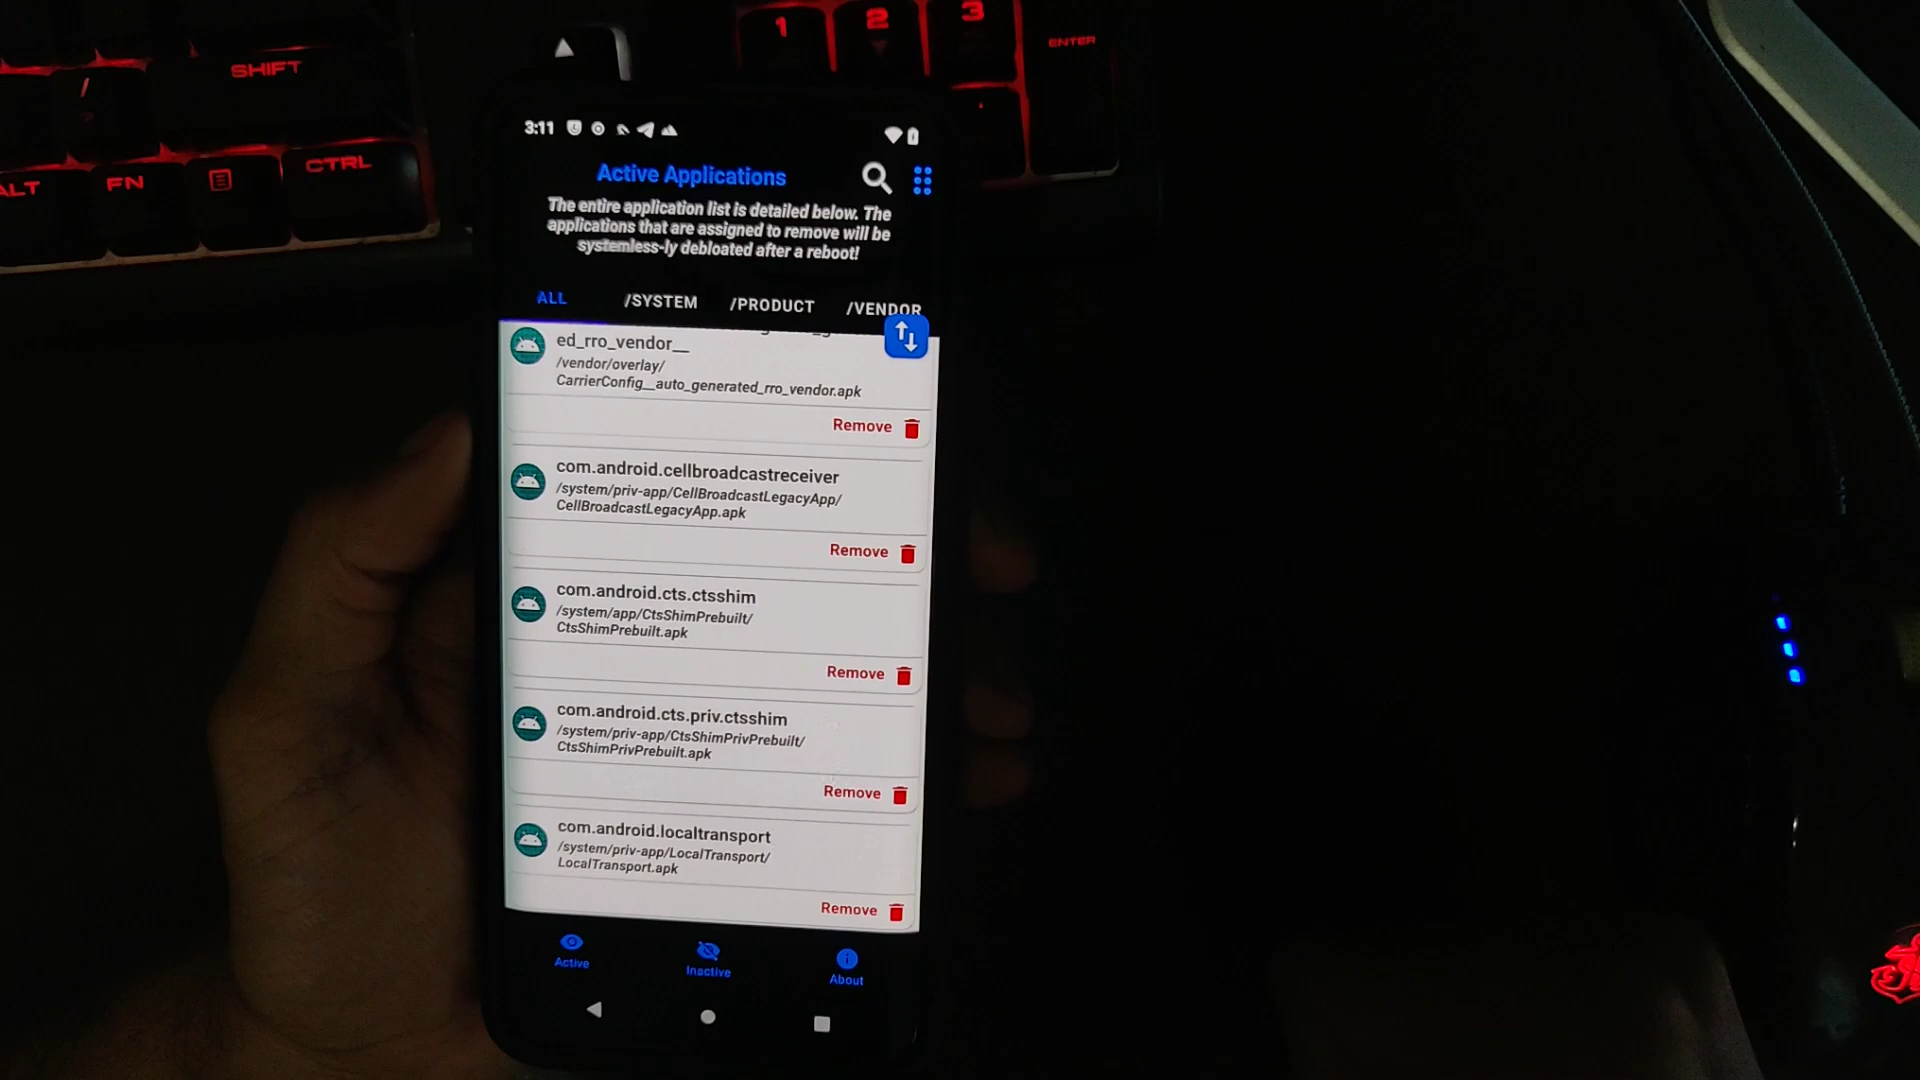 1
2
3
ENTER
SHIFT
/
?
ALT
FN
CTRL
3:11
Active Applications
The entire application list is detailed below. The
applications that are assigned to remove will be
systemless-ly debloated after a reboot!
ALL
/SYSTEM
/PRODUCT
/VENDOR
ed_rro_vendor__
/vendor/overlay/
CarrierConfig__auto_generated_rro_vendor.apk
Remove
com.android.cellbroadcastreceiver
/system/priv-app/CellBroadcastLegacyApp/
CellBroadcastLegacyApp.apk
Remove
com.android.cts.ctsshim
/system/app/CtsShimPrebuilt/
CtsShimPrebuilt.apk
Remove
com.android.cts.priv.ctsshim
/system/priv-app/CtsShimPrivPrebuilt/
CtsShimPrivPrebuilt.apk
Remove
com.android.localtransport
/system/priv-app/LocalTransport/
LocalTransport.apk
Remove
Active
Inactive
About